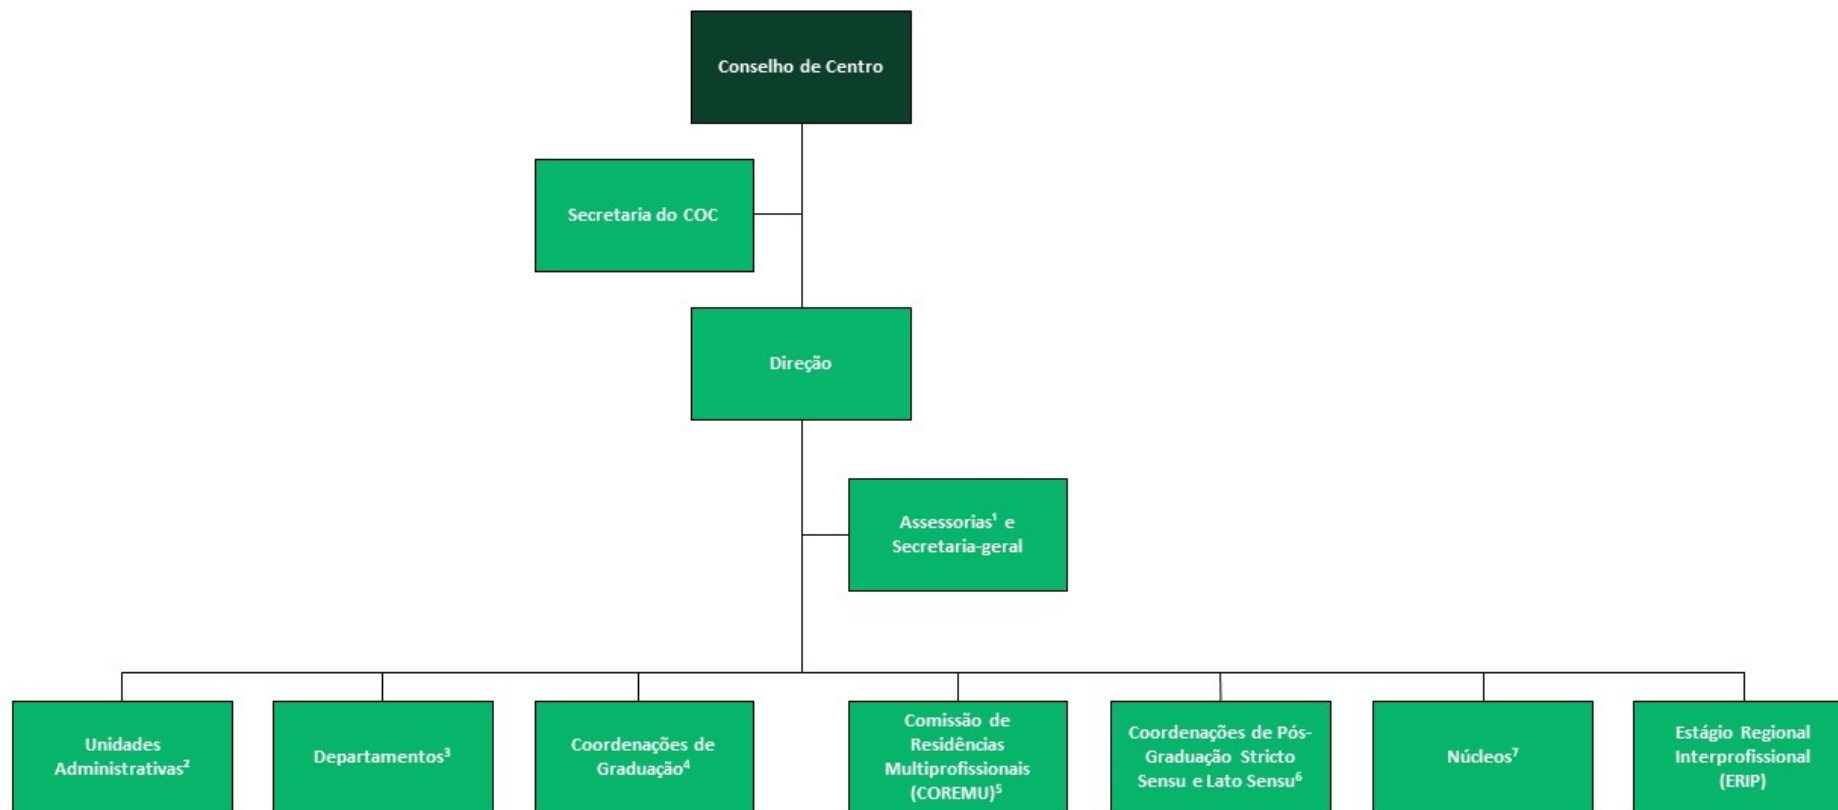 Conselho de Centro
Secretaria do COC
Direção
Assessorias¹ e
Secretaria-geral
Unidades
Administrativas²
Departamentos³
Coordenações de
Graduação⁴
Comissão de
Residências
Multiprofissionais
(COREMU)⁵
Coordenações de Pós-
Graduação Stricto
Sensu e Lato Sensu⁶
Núcleos⁷
Estágio Regional
Interprofissional
(ERIP)